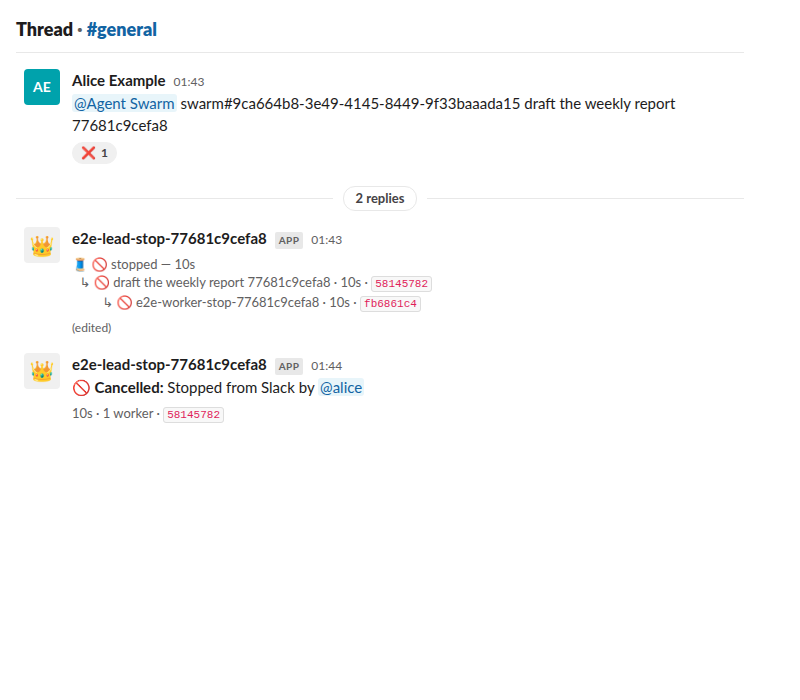 Thread • #general
AE
Alice Example 01:43
@Agent Swarm swarm#9ca664b8-3e49-4145-8449-9f33baaada15 draft the weekly report
77681c9cefa8
❌ 1
2 replies
e2e-lead-stop-77681c9cefa8 APP 01:43
🧵 🚫 stopped — 10s
↳ 🚫 draft the weekly report 77681c9cefa8 · 10s · 58145782
↳ 🚫 e2e-worker-stop-77681c9cefa8 · 10s · fb6861c4
(edited)
e2e-lead-stop-77681c9cefa8 APP 01:44
🚫 Cancelled: Stopped from Slack by @alice
10s · 1 worker · 58145782